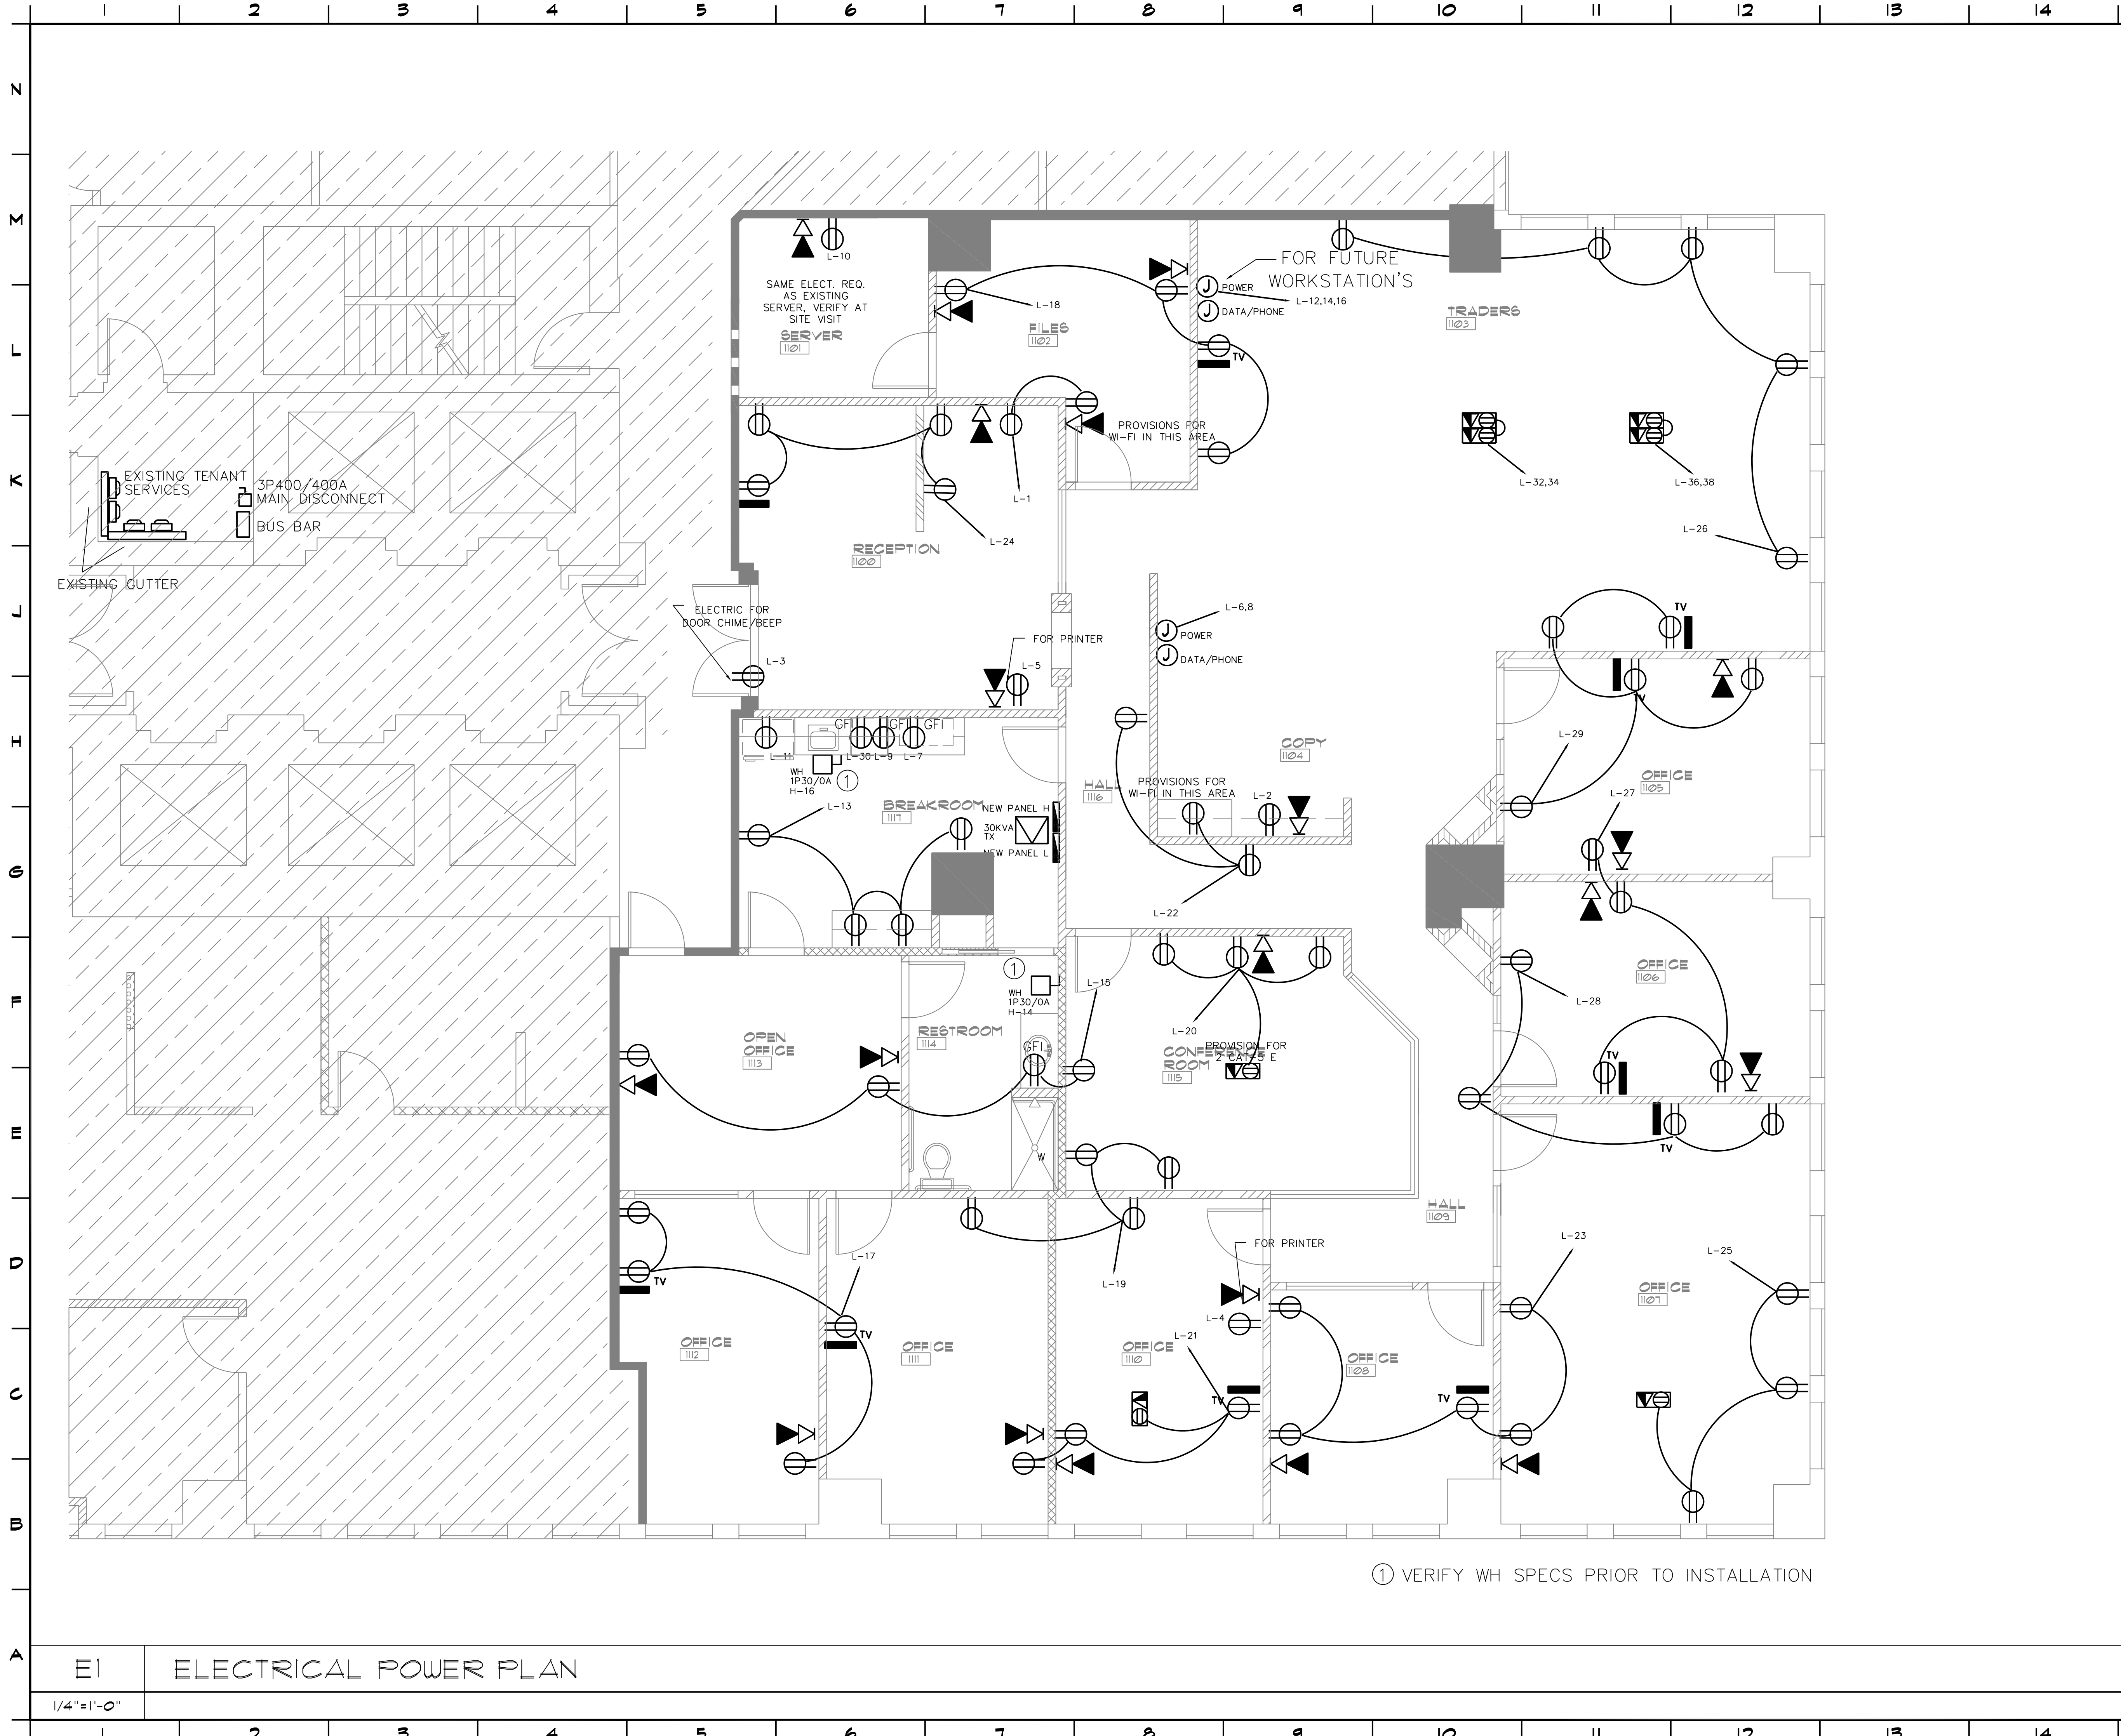 1 2 3 4 5 6 7 8 9 10 11 12 13 14
N
M
L
K
J
H
G
F
E
D
C
B
A
L-10
SAME ELECT. REQ.
AS EXISTING
SERVER, VERIFY AT
SITE VISIT
SERVER
1101
L-18
FILES
1102
FOR FUTURE
WORKSTATION'S
POWER
L-12,14,16
DATA/PHONE
TV
TRADERS
1103
PROVISIONS FOR
WI-FI IN THIS AREA
L-1
L-24
L-32,34
L-36,38
L-26
EXISTING TENANT
SERVICES
3P400/400A
MAIN DISCONNECT
BUS BAR
EXISTING GUTTER
RECEPTION
1100
ELECTRIC FOR
DOOR CHIME/BEEP
L-3
FOR PRINTER
L-5
L-6,8
POWER
DATA/PHONE
J
J
J
J
TV
TV
GFI
GFI
GFI
L-11
L-30
L-9
L-7
WH
1P30/0A
H-16
1
L-13
BREAKROOM
1117
NEW PANEL H
30KVA
TX
NEW PANEL L
HALL
1116
PROVISIONS FOR
WI-FI IN THIS AREA
L-2
COPY
1104
L-29
OFFICE
1105
L-27
L-22
1
WH
1P30/0A
H-14
L-15
L-20
PROVISION FOR
2 CAT-5 E
CONFERENCE
ROOM
1115
OPEN
OFFICE
1113
RESTROOM
1114
GFI
W
OFFICE
1106
L-28
TV
TV
HALL
1109
L-17
TV
TV
OFFICE
1112
OFFICE
1111
L-19
FOR PRINTER
L-4
L-21
OFFICE
1110
TV
OFFICE
1108
TV
L-23
L-25
OFFICE
1107
1 VERIFY WH SPECS PRIOR TO INSTALLATION
E1
ELECTRICAL POWER PLAN
1/4"=1'-0"
1 2 3 4 5 6 7 8 9 10 11 12 13 14